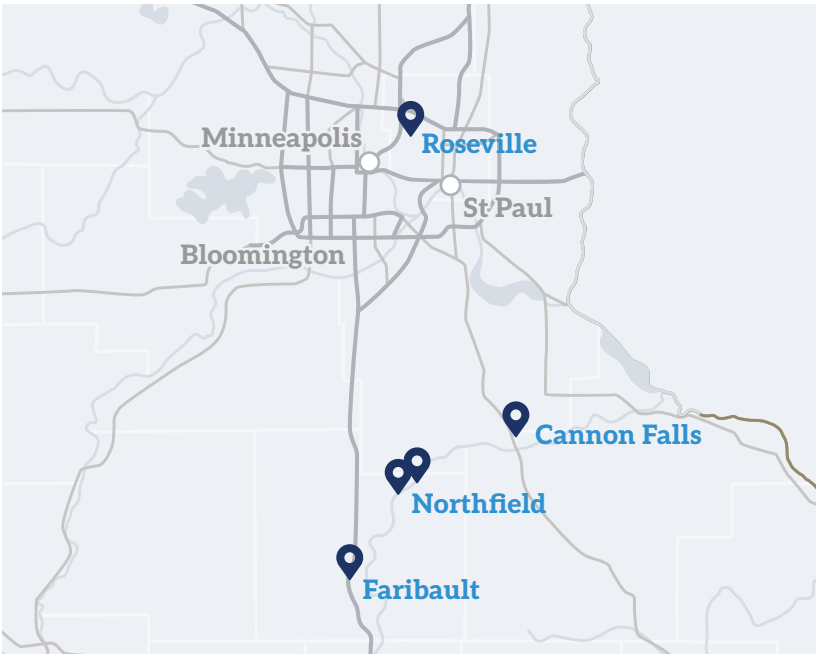 Minneapolis
Roseville
St Paul
Bloomington
Cannon Falls
Northfield
Faribault